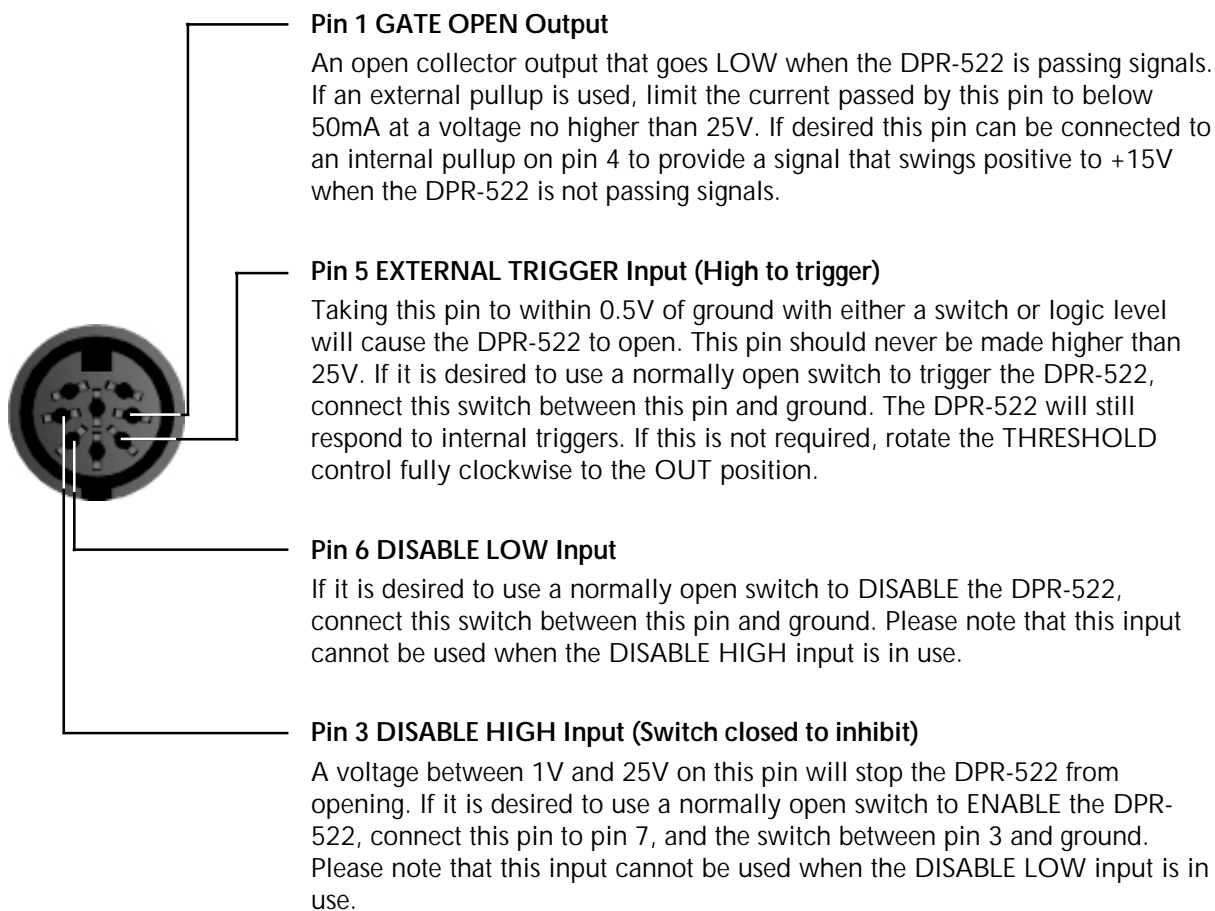 Pin 1 GATE OPEN Output
An open collector output that goes LOW when the DPR-522 is passing signals.
If an external pullup is used, limit the current passed by this pin to below
50mA at a voltage no higher than 25V. If desired this pin can be connected to
an internal pullup on pin 4 to provide a signal that swings positive to +15V
when the DPR-522 is not passing signals.
Pin 5 EXTERNAL TRIGGER Input (High to trigger)
Taking this pin to within 0.5V of ground with either a switch or logic level
will cause the DPR-522 to open. This pin should never be made higher than
25V. If it is desired to use a normally open switch to trigger the DPR-522,
connect this switch between this pin and ground. The DPR-522 will still
respond to internal triggers. If this is not required, rotate the THRESHOLD
control fully clockwise to the OUT position.
Pin 6 DISABLE LOW Input
If it is desired to use a normally open switch to DISABLE the DPR-522,
connect this switch between this pin and ground. Please note that this input
cannot be used when the DISABLE HIGH input is in use.
Pin 3 DISABLE HIGH Input (Switch closed to inhibit)
A voltage between 1V and 25V on this pin will stop the DPR-522 from
opening. If it is desired to use a normally open switch to ENABLE the DPR-
522, connect this pin to pin 7, and the switch between pin 3 and ground.
Please note that this input cannot be used when the DISABLE LOW input is in
use.